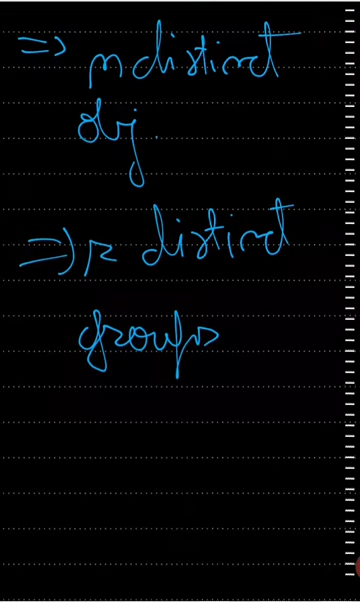 => n distinct
obj.
=> r distinct
groups